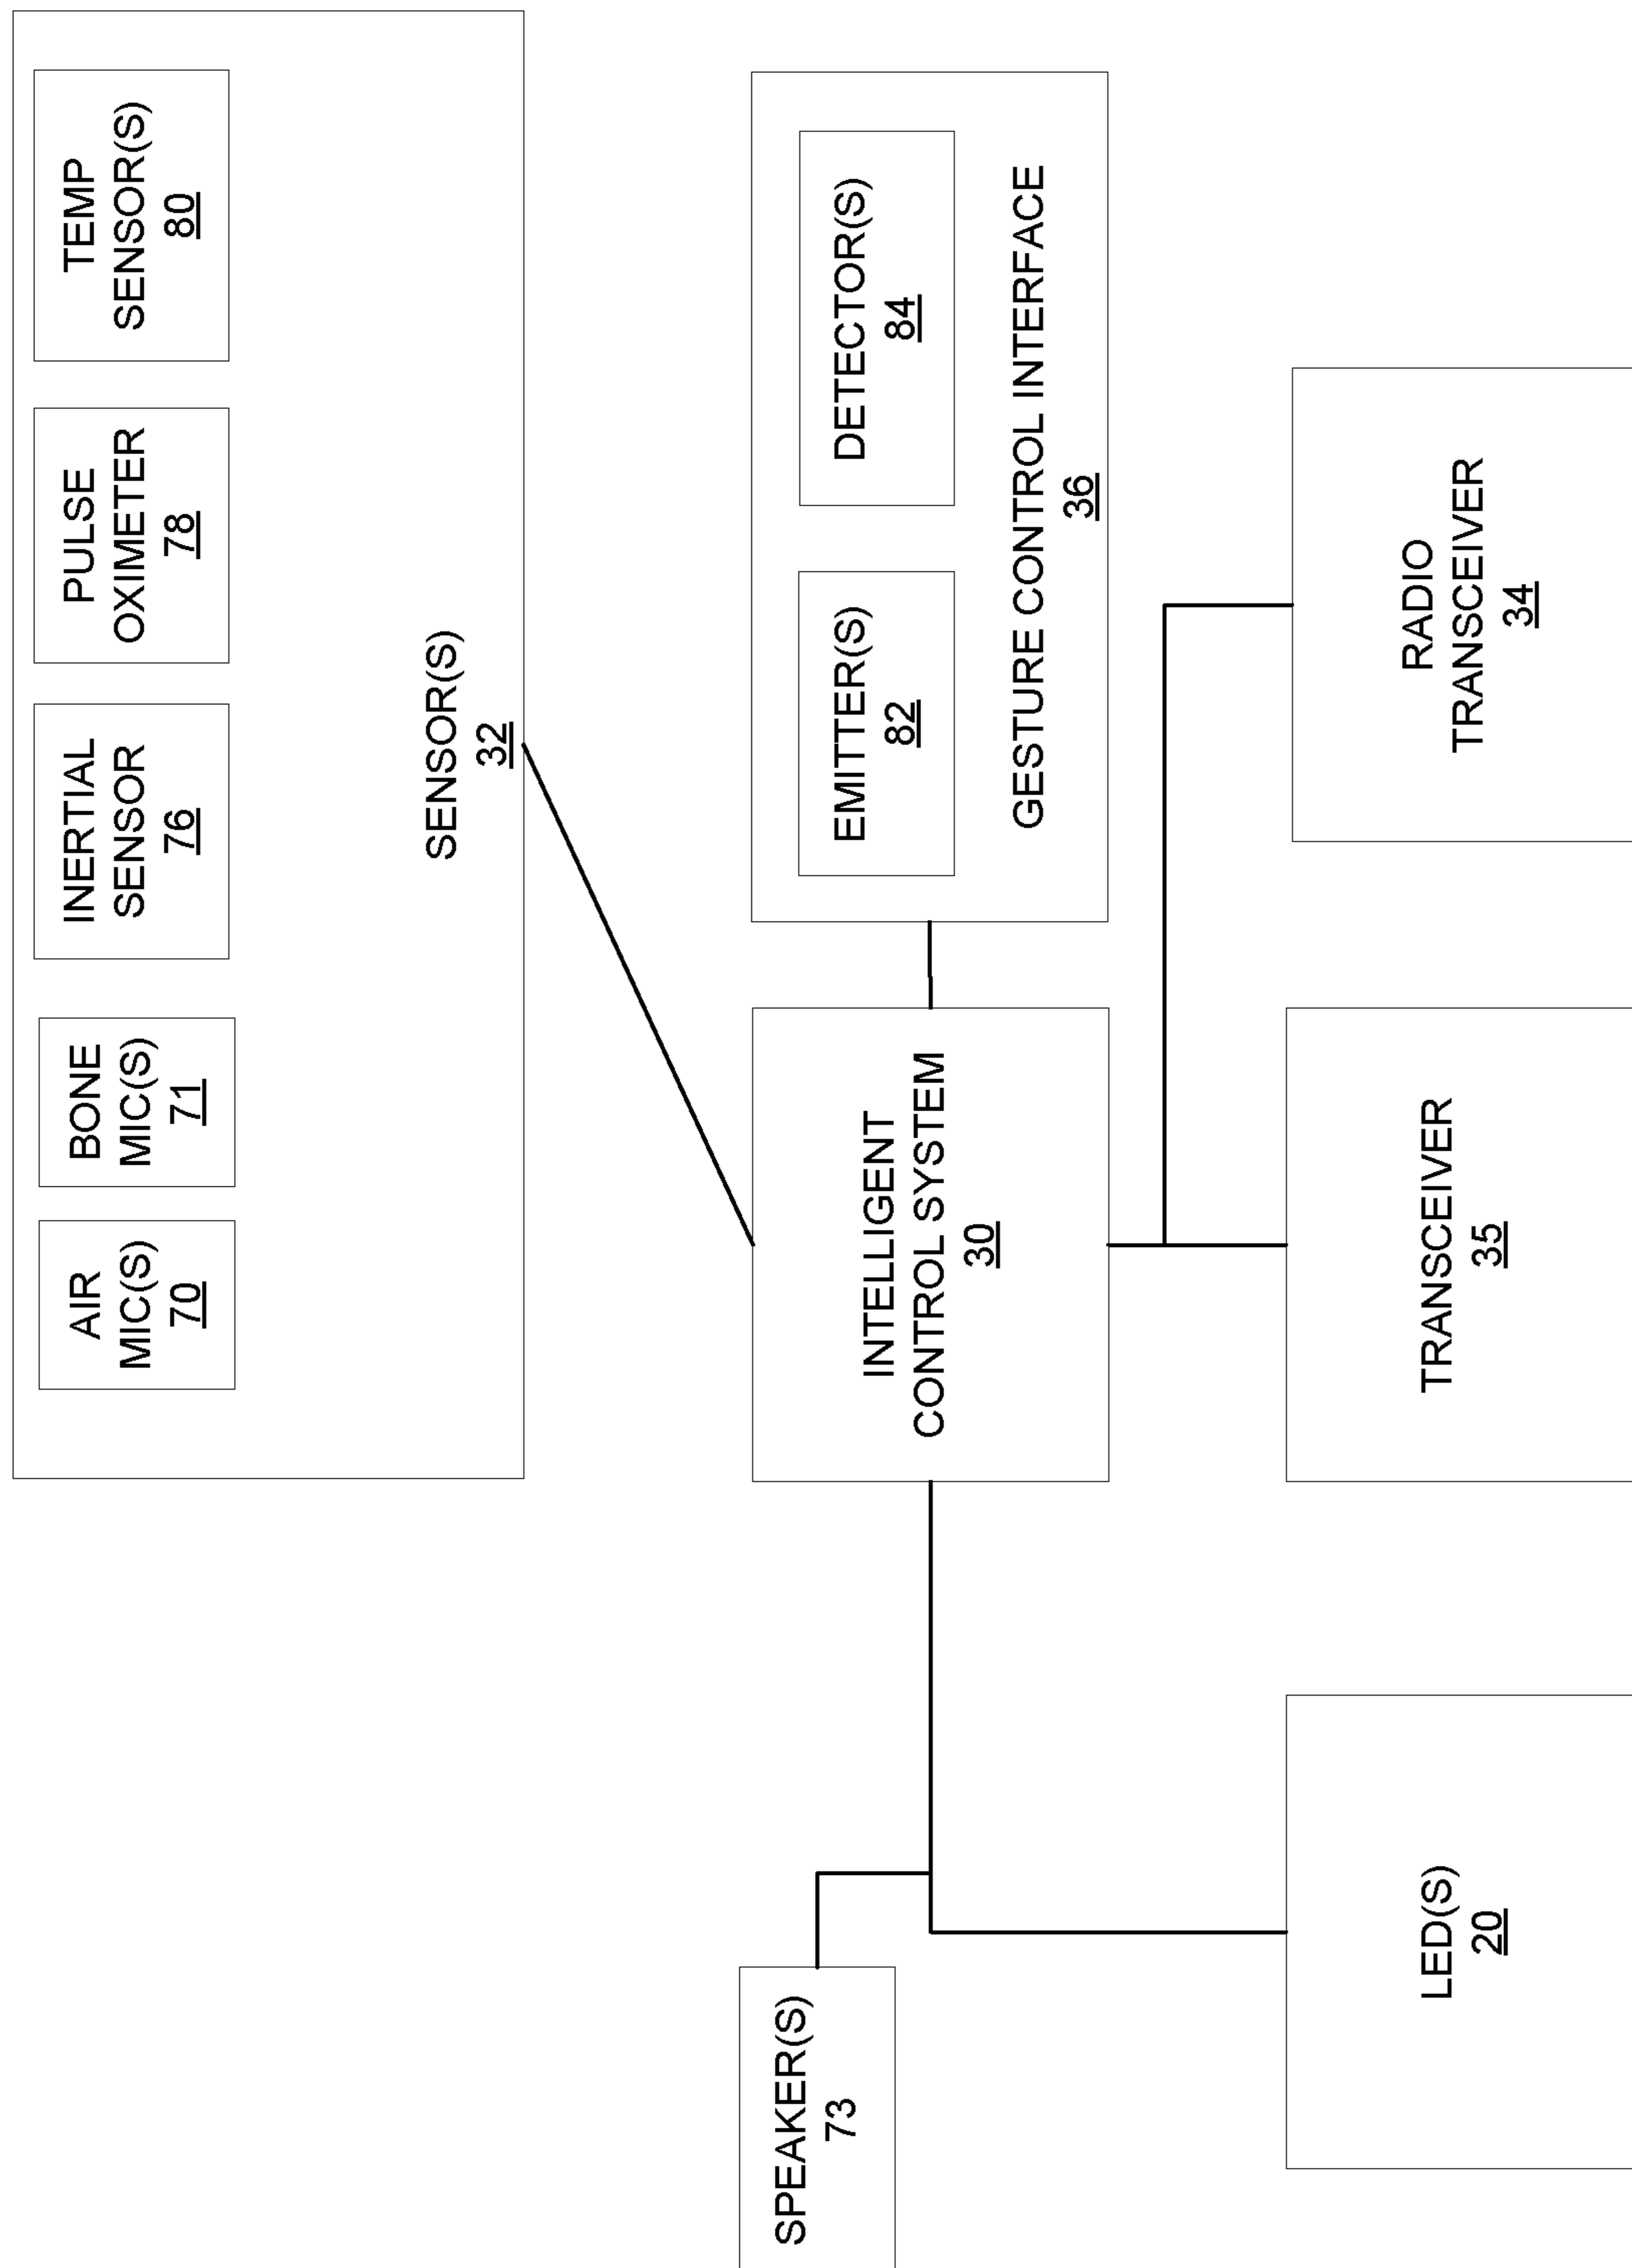 AIR
MIC(S)
70
BONE
MIC(S)
71
INERTIAL
SENSOR
76
PULSE
OXIMETER
78
TEMP
SENSOR(S)
80
SENSOR(S)
32
SPEAKER(S)
73
INTELLIGENT
CONTROL SYSTEM
30
EMITTER(S)
82
DETECTOR(S)
84
GESTURE CONTROL INTERFACE
36
LED(S)
20
TRANSCEIVER
35
RADIO
TRANSCEIVER
34